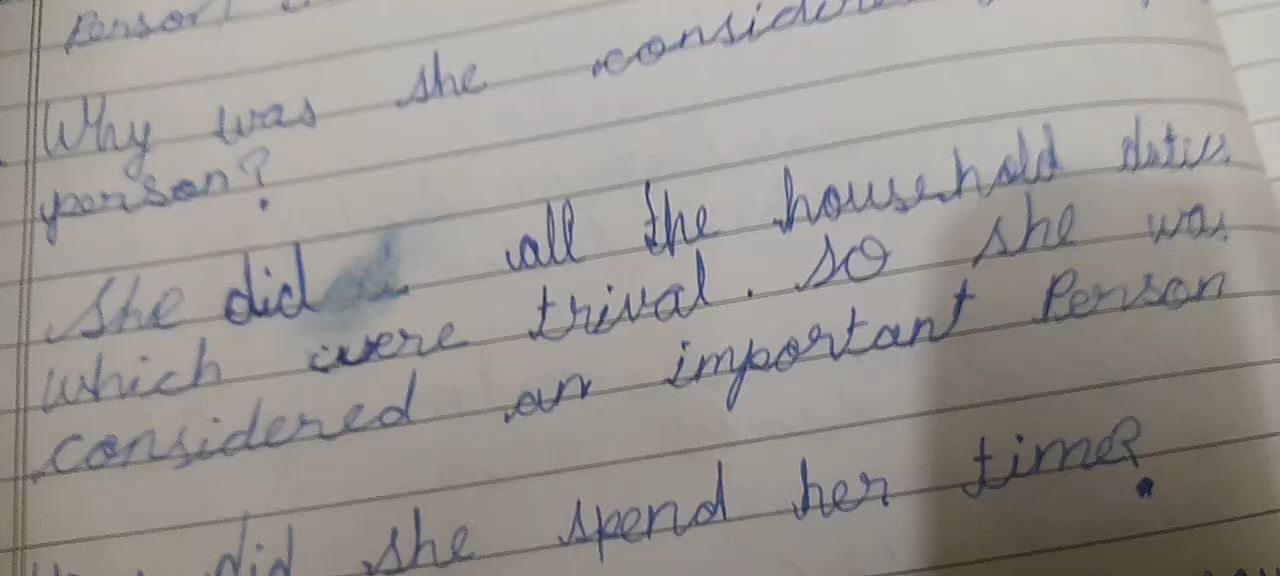 Why was she
person?
She did all the household duties
which were trival. so she was
considered an important Person
did she spend her time?